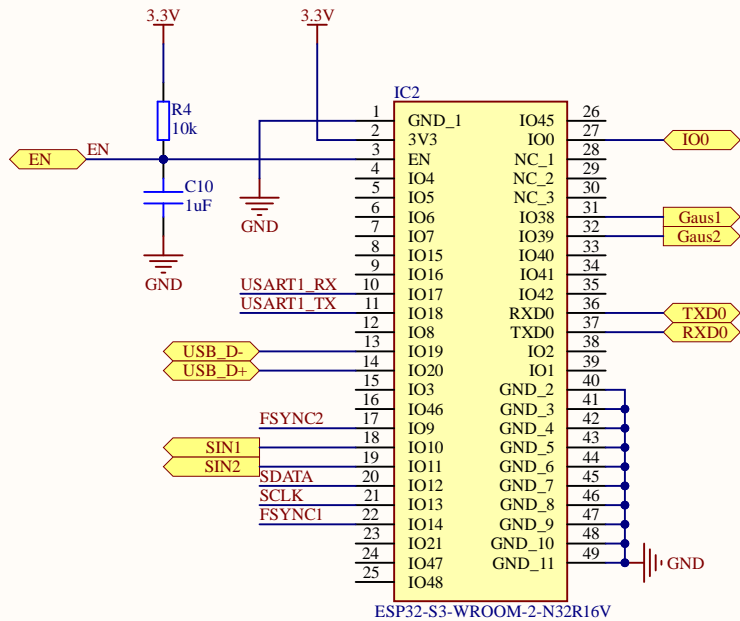 3.3V 3.3V
IC2
R4
10k
EN EN
C10
1uF
GND
GND
1 GND_1 IO45 26
2 3V3 IO0 27 IO0
3 EN NC_1 28
4 IO4 NC_2 29
5 IO5 NC_3 30
6 IO6 IO38 31 Gaus1
7 IO7 IO39 32 Gaus2
8 IO15 IO40 33
9 IO16 IO41 34
USART1_RX 10 IO17 IO42 35
USART1_TX 11 IO18 RXD0 36 TXD0
12 IO8 TXD0 37 RXD0
USB_D- 13 IO19 IO2 38
USB_D+ 14 IO20 IO1 39
15 IO3 GND_2 40
16 IO46 GND_3 41
FSYNC2 17 IO9 GND_4 42
SIN1 18 IO10 GND_5 43
SIN2 19 IO11 GND_6 44
SDATA 20 IO12 GND_7 45
SCLK 21 IO13 GND_8 46
FSYNC1 22 IO14 GND_9 47
23 IO21 GND_10 48
24 IO47 GND_11 49 GND
25 IO48
ESP32-S3-WROOM-2-N32R16V